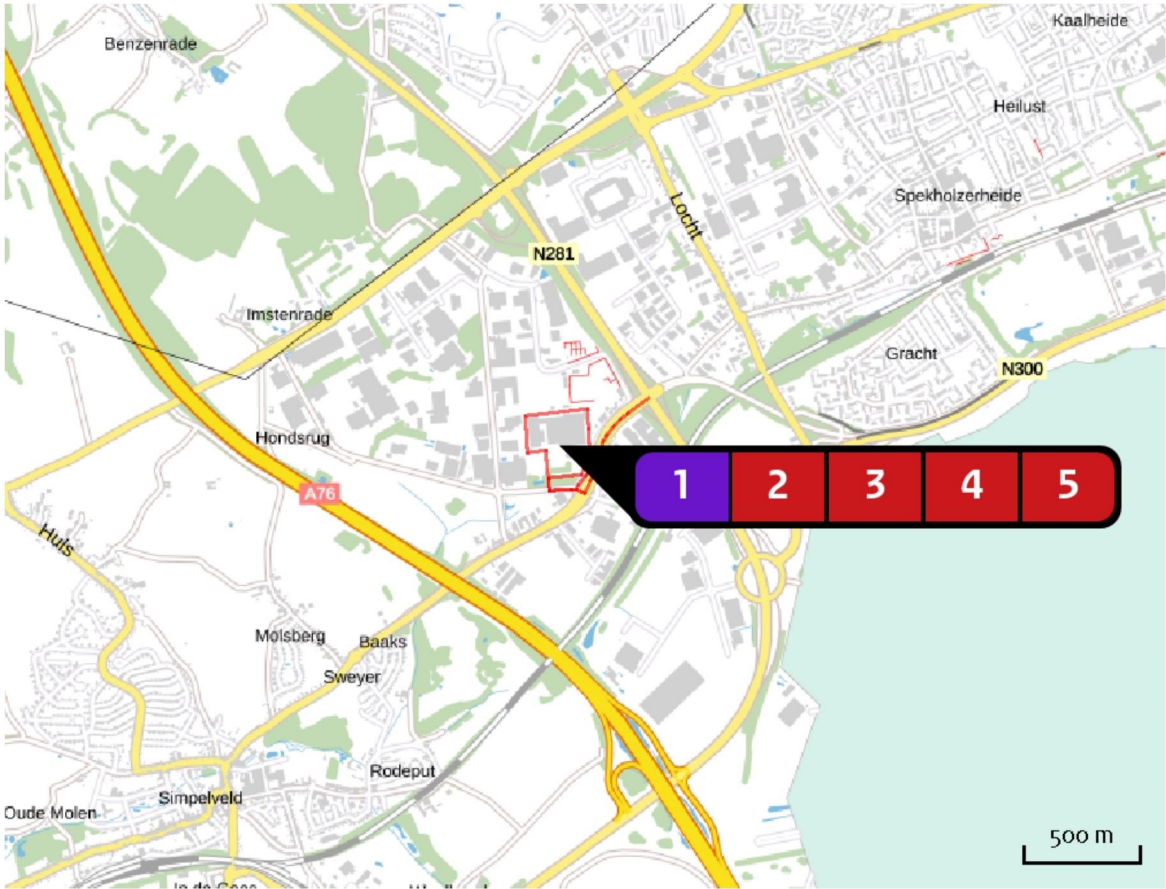 Kaalheide
Benzenrade
Heilust
Spekholzerheide
Locht
N281
Imstenrade
Gracht
N300
Hondsrug
1 2 3 4 5
A76
Huls
Molsberg
Baaks
Sweyer
Rodeput
Simpelveld
Oude Molen
500 m